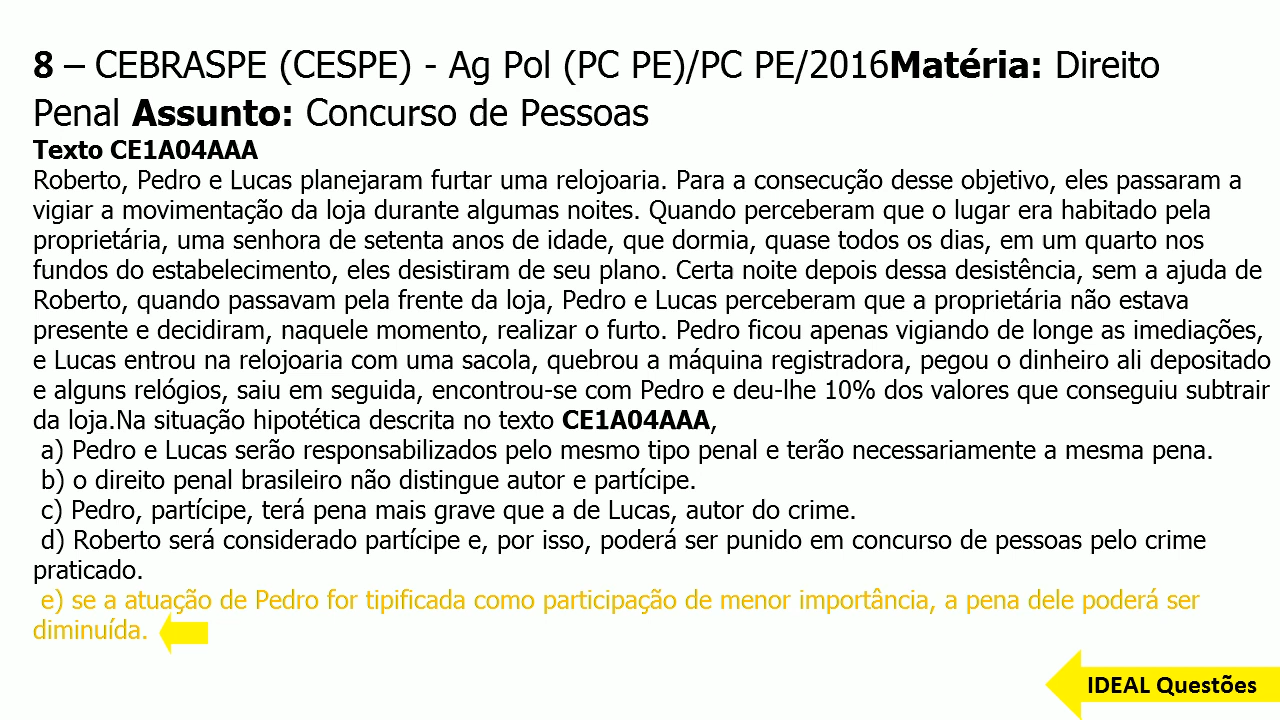 8 – CEBRASPE (CESPE) - Ag Pol (PC PE)/PC PE/2016Matéria: Direito
Penal Assunto: Concurso de Pessoas
Texto CE1A04AAA
Roberto, Pedro e Lucas planejaram furtar uma relojoaria. Para a consecução desse objetivo, eles passaram a
vigiar a movimentação da loja durante algumas noites. Quando perceberam que o lugar era habitado pela
proprietária, uma senhora de setenta anos de idade, que dormia, quase todos os dias, em um quarto nos
fundos do estabelecimento, eles desistiram de seu plano. Certa noite depois dessa desistência, sem a ajuda de
Roberto, quando passavam pela frente da loja, Pedro e Lucas perceberam que a proprietária não estava
presente e decidiram, naquele momento, realizar o furto. Pedro ficou apenas vigiando de longe as imediações,
e Lucas entrou na relojoaria com uma sacola, quebrou a máquina registradora, pegou o dinheiro ali depositado
e alguns relógios, saiu em seguida, encontrou-se com Pedro e deu-lhe 10% dos valores que conseguiu subtrair
da loja.Na situação hipotética descrita no texto CE1A04AAA,
a) Pedro e Lucas serão responsabilizados pelo mesmo tipo penal e terão necessariamente a mesma pena.
b) o direito penal brasileiro não distingue autor e partícipe.
c) Pedro, partícipe, terá pena mais grave que a de Lucas, autor do crime.
d) Roberto será considerado partícipe e, por isso, poderá ser punido em concurso de pessoas pelo crime
praticado.
e) se a atuação de Pedro for tipificada como participação de menor importância, a pena dele poderá ser
diminuída.
IDEAL Questões